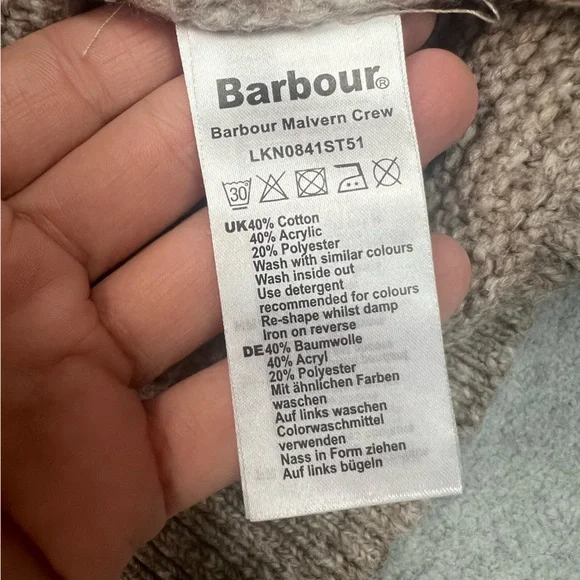 Barbour®
Barbour Malvern Crew
LKN0841ST51
30
UK40% Cotton
40% Acrylic
20% Polyester
Wash with similar colours
Wash inside out
Use detergent
recommended for colours
Re-shape whilst damp
Iron on reverse
DE40% Baumwolle
40% Acryl
20% Polyester
Mit ähnlichen Farben
waschen
Auf links waschen
Colorwaschmittel
verwenden
Nass in Form ziehen
Auf links bügeln